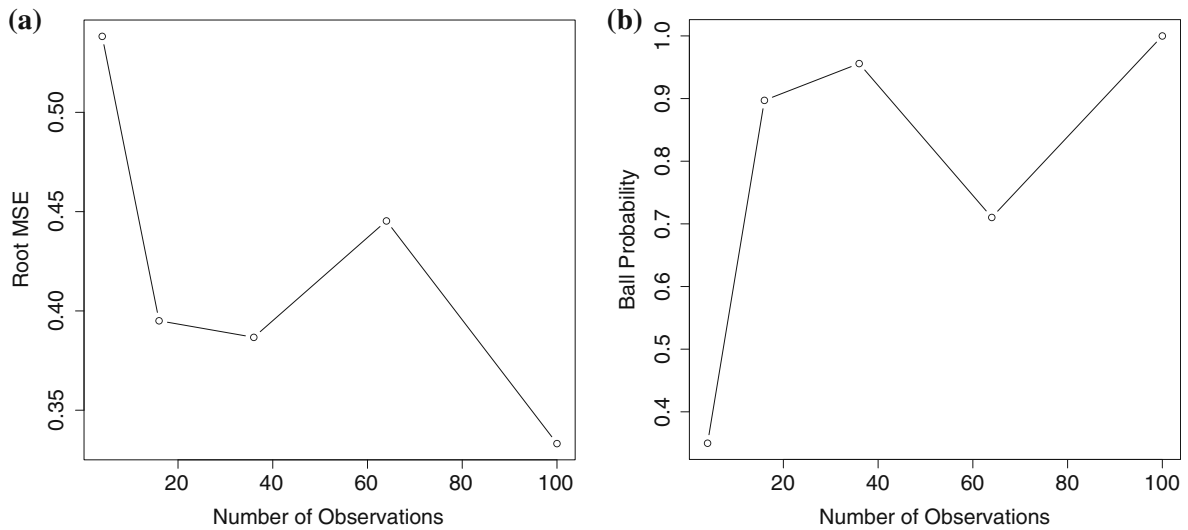 (a)
Root MSE
0.50
0.45
0.40
0.35
20 40 60 80 100
Number of Observations
(b)
Ball Probability
1.0
0.9
0.8
0.7
0.6
0.5
0.4
20 40 60 80 100
Number of Observations